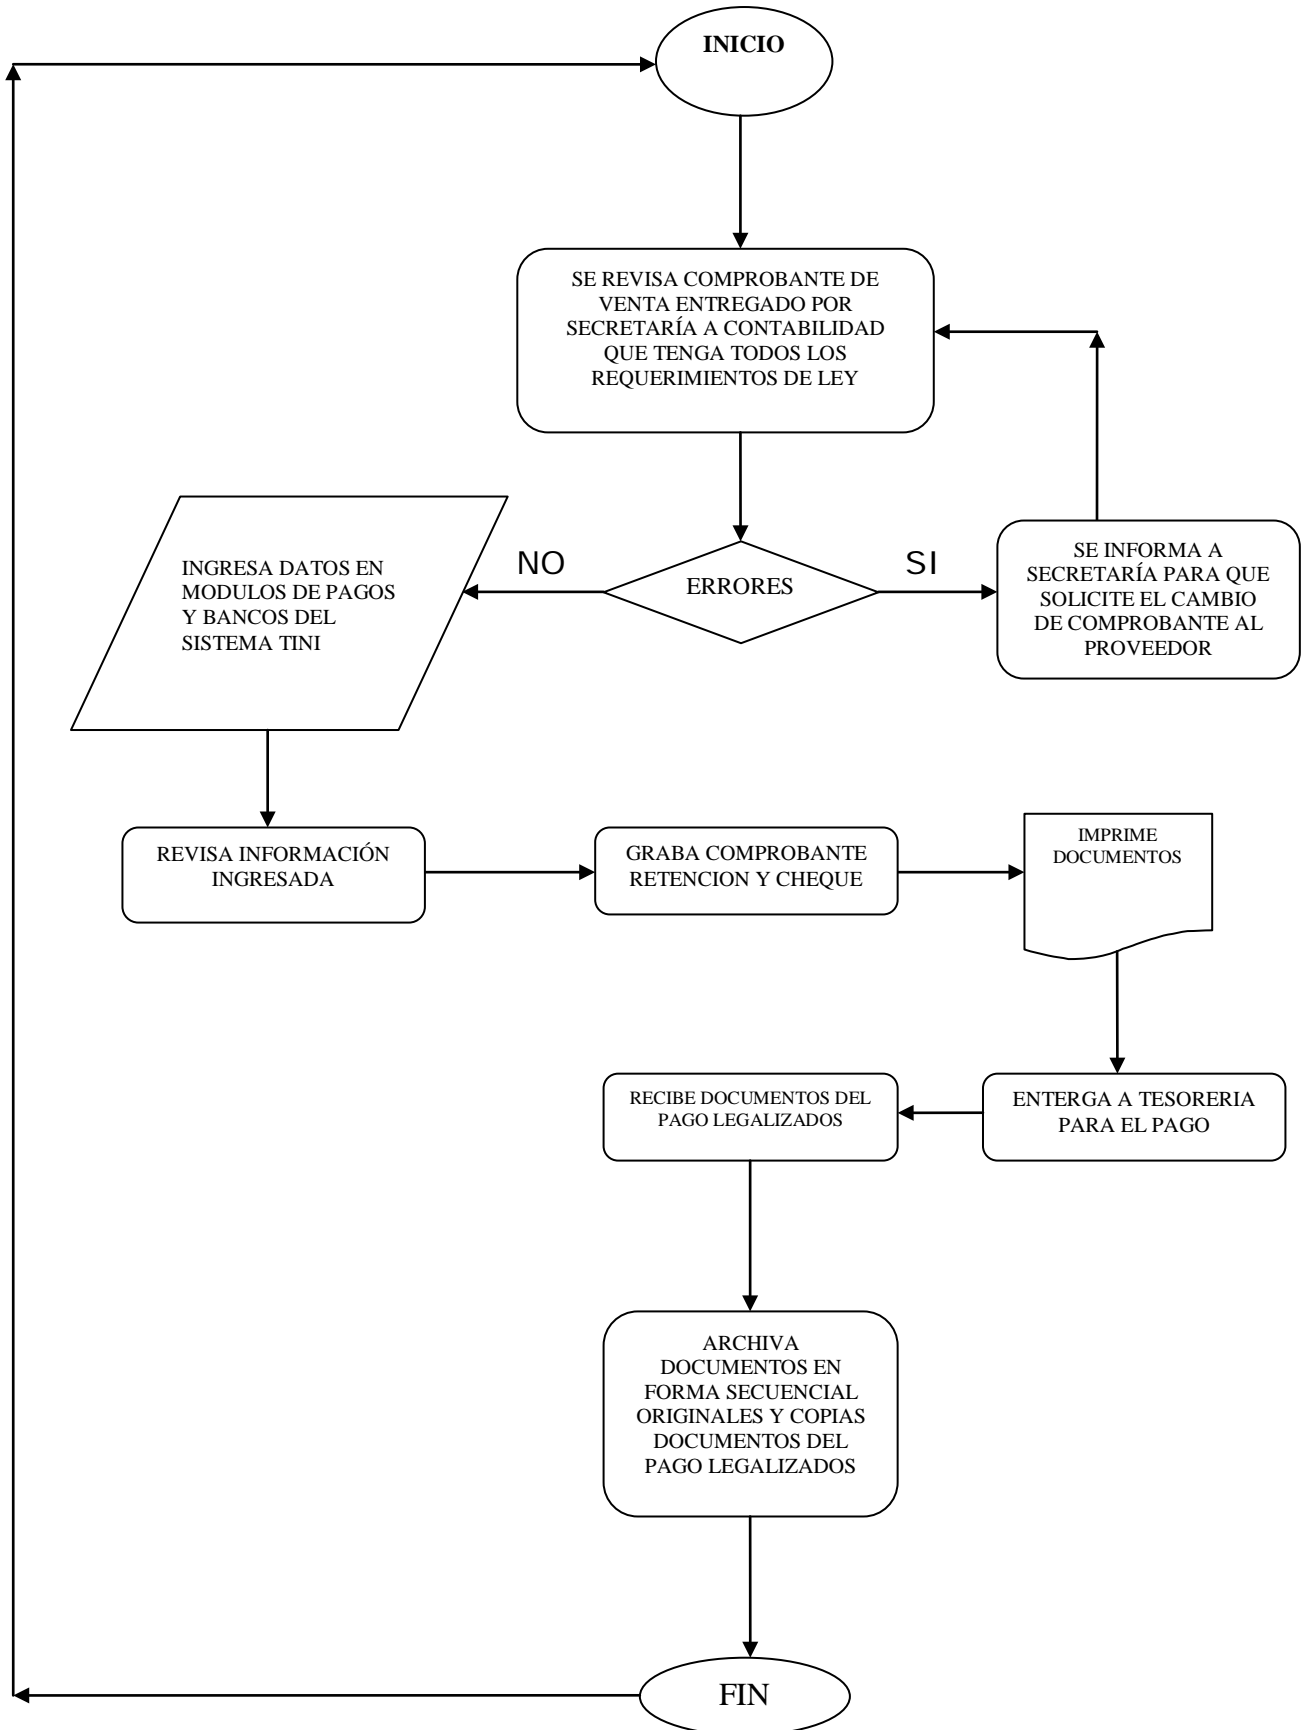 INICIO
SE REVISA COMPROBANTE DE
VENTA ENTREGADO POR
SECRETARÍA A CONTABILIDAD
QUE TENGA TODOS LOS
REQUERIMIENTOS DE LEY
NO
ERRORES
SI
INGRESA DATOS EN
MODULOS DE PAGOS
Y BANCOS DEL
SISTEMA TINI
SE INFORMA A
SECRETARÍA PARA QUE
SOLICITE EL CAMBIO
DE COMPROBANTE AL
PROVEEDOR
REVISA INFORMACIÓN
INGRESADA
GRABA COMPROBANTE
RETENCION Y CHEQUE
IMPRIME
DOCUMENTOS
RECIBE DOCUMENTOS DEL
PAGO LEGALIZADOS
ENTERGA A TESORERIA
PARA EL PAGO
ARCHIVA
DOCUMENTOS EN
FORMA SECUENCIAL
ORIGINALES Y COPIAS
DOCUMENTOS DEL
PAGO LEGALIZADOS
FIN